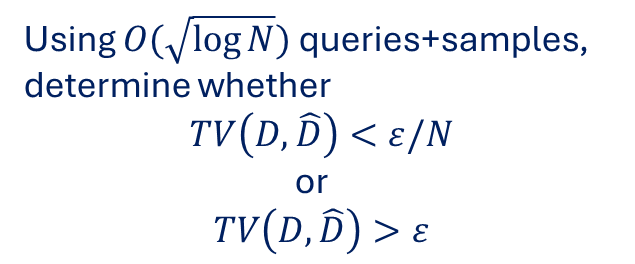 Using O(√log N) queries+samples,
determine whether
TV(D, D̂) < ε/N
or
TV(D, D̂) > ε